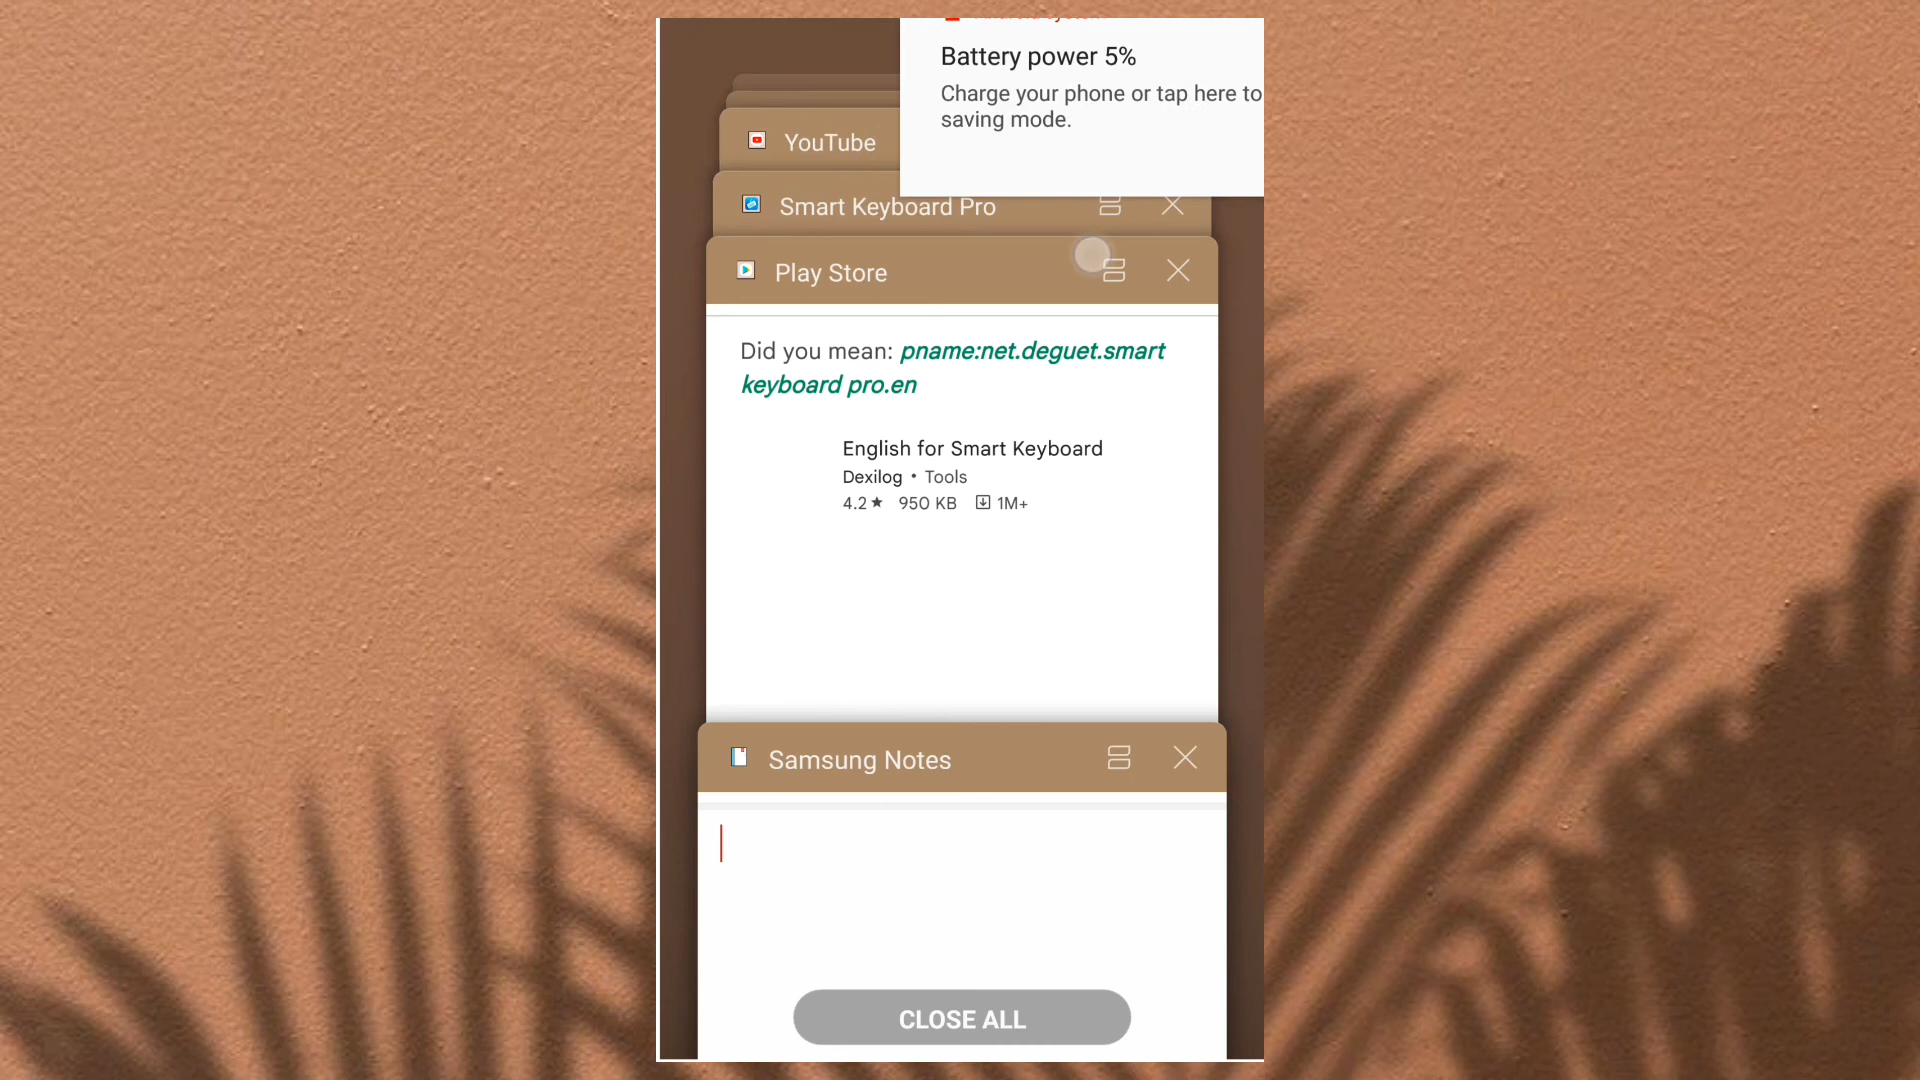 Battery power 5%
Charge your phone or tap here to
saving mode.
YouTube
Smart Keyboard Pro
Play Store
Did you mean: pname:net.deguet.smart
keyboard pro.en
English for Smart Keyboard
Dexilog • Tools
4.2★ 950 KB 1M+
Samsung Notes
CLOSE ALL